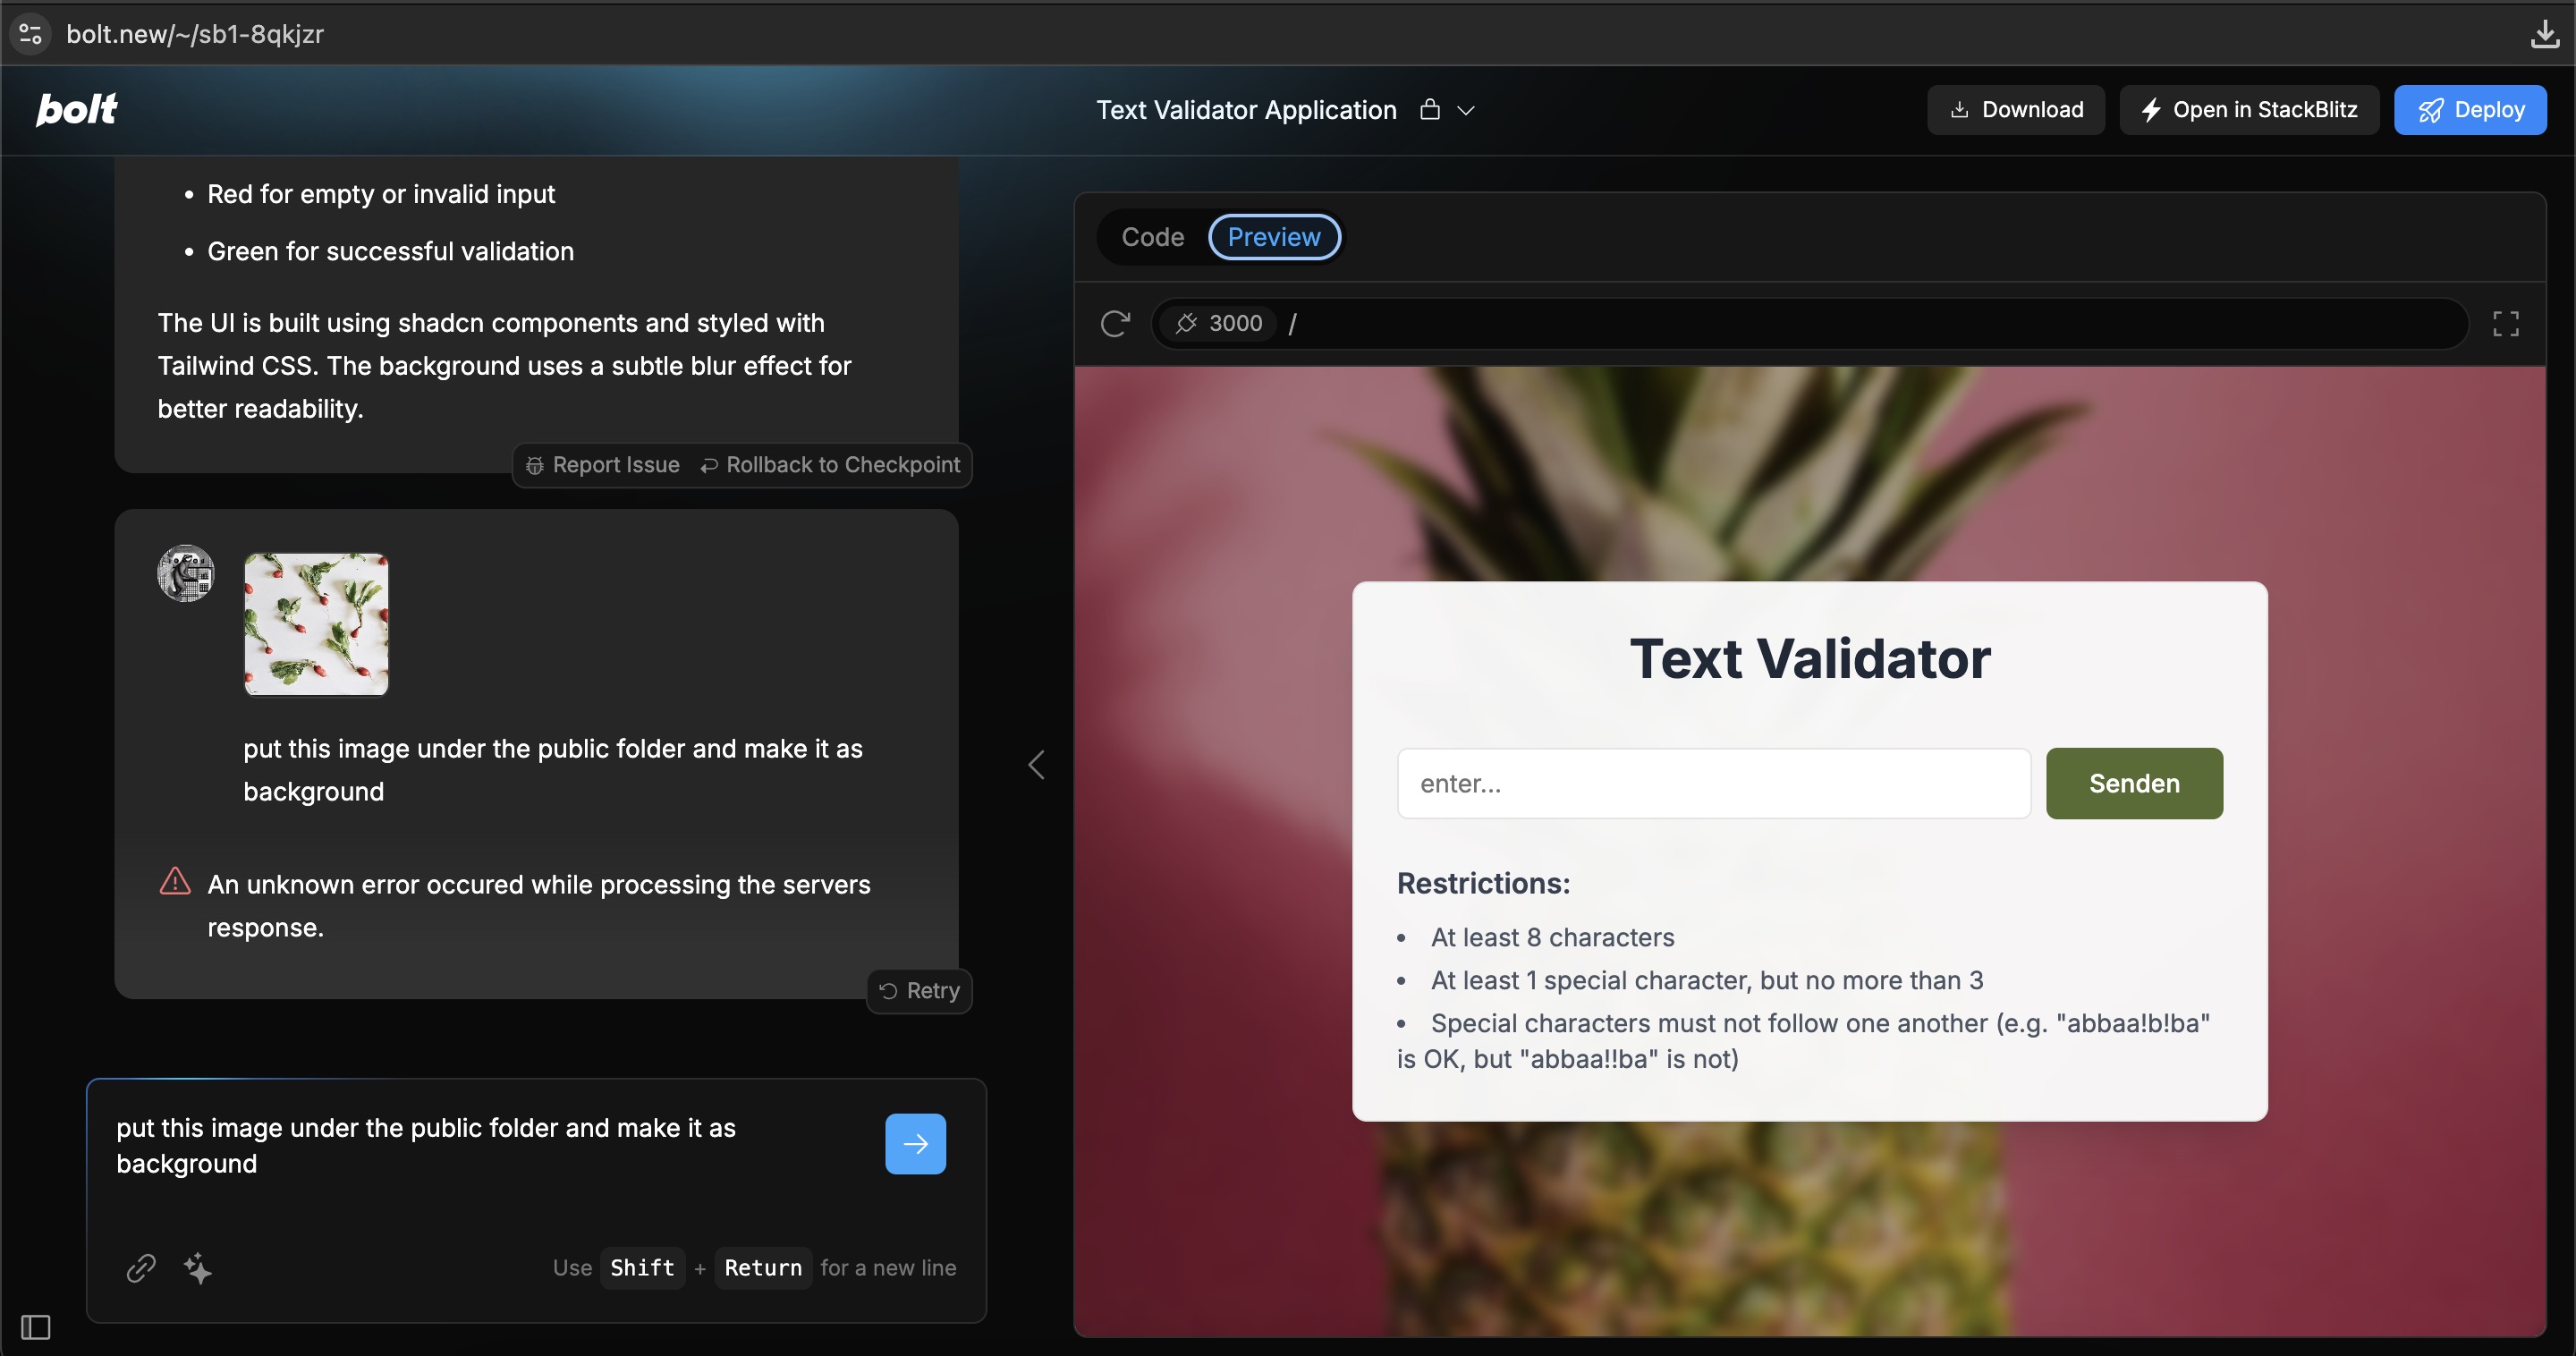 bolt.new/~/sb1-8qkjzr
bolt
Text Validator Application
Download
Open in StackBlitz
Deploy
• Red for empty or invalid input
• Green for successful validation
The UI is built using shadcn components and styled with
Tailwind CSS. The background uses a subtle blur effect for
better readability.
Report Issue
Rollback to Checkpoint
put this image under the public folder and make it as
background
An unknown error occured while processing the servers
response.
Retry
put this image under the public folder and make it as
background
Use Shift + Return for a new line
Code
Preview
3000 /
Text Validator
enter...
Senden
Restrictions:
• At least 8 characters
• At least 1 special character, but no more than 3
• Special characters must not follow one another (e.g. "abbaa!b!ba"
is OK, but "abbaa!!ba" is not)